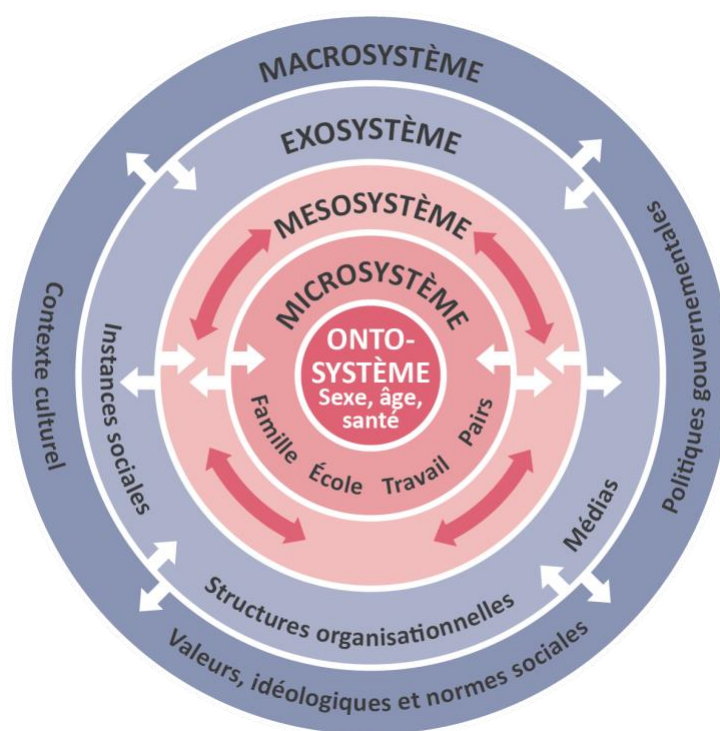 MACROSYSTÈME
EXOSYSTÈME
MESOSYSTÈME
MICROSYSTÈME
ONTO-
SYSTÈME
Sexe, âge,
santé
Famille École Travail Pairs
Instances sociales
Structures organisationnelles
Médias
Contexte culturel
Valeurs, idéologiques et normes sociales
Politiques gouvernementales